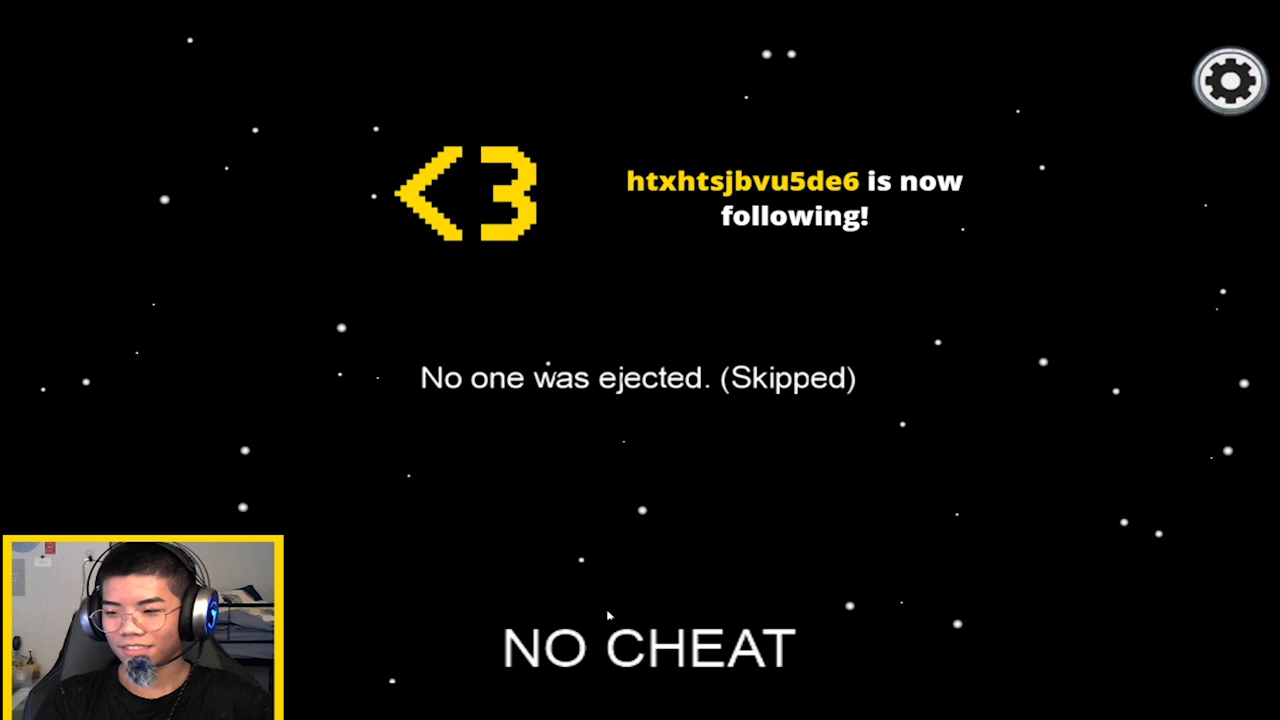 <3
htxhtsjbvu5de6 is now
following!
No one was ejected. (Skipped)
NO CHEAT